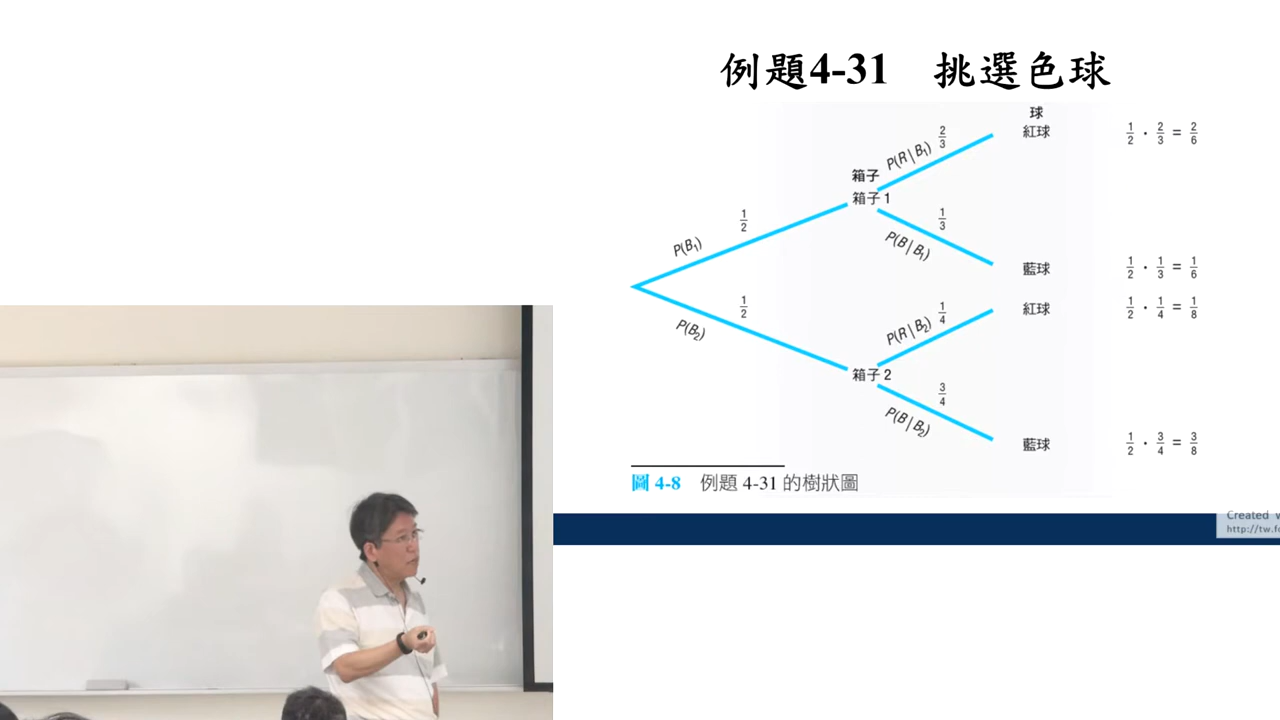 例題4-31 挑選色球
球
紅球
1/2 · 2/3 = 2/6
2/3
P(R | B₁)
箱子
箱子 1
1/2
P(B₁)
1/3
P(B | B₁)
藍球
1/2 · 1/3 = 1/6
紅球
1/2 · 1/4 = 1/8
1/2
P(B₂)
1/4
P(R | B₂)
箱子 2
3/4
P(B | B₂)
藍球
1/2 · 3/4 = 3/8
圖 4-8 例題 4-31 的樹狀圖
Created
http://tw.fo